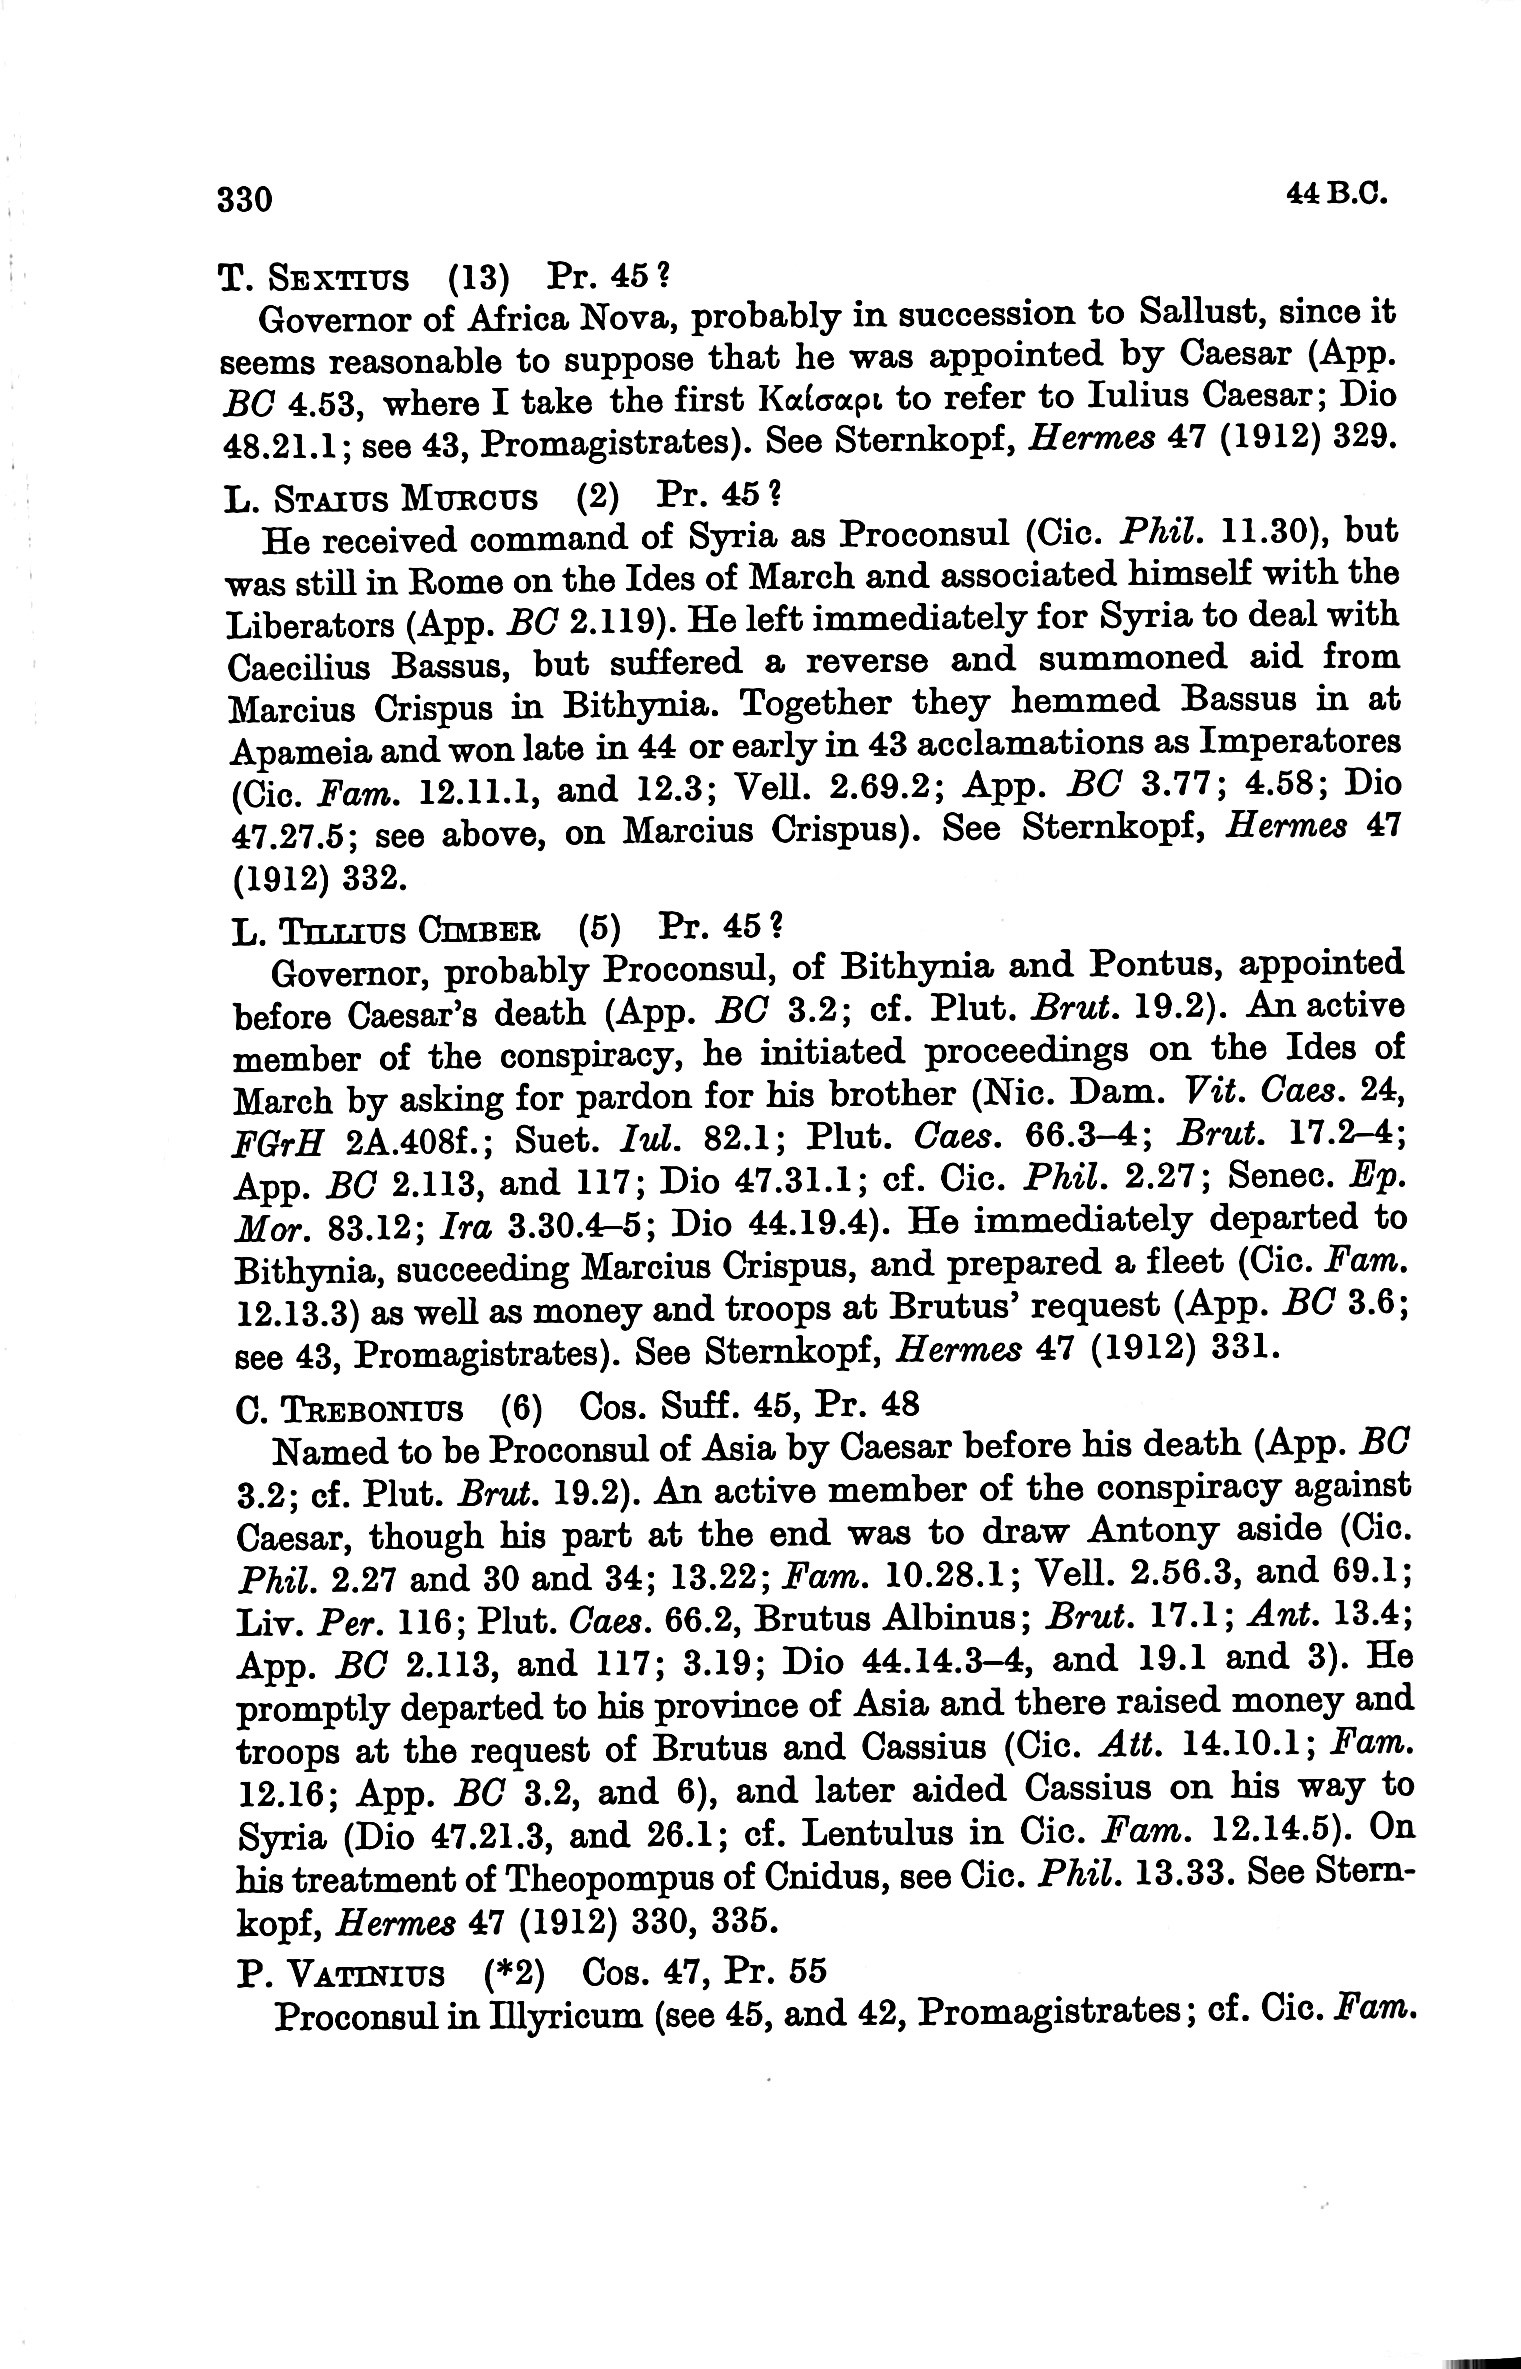 330 44 B.C.
T. SEXTIUS (13) Pr. 45?
Governor of Africa Nova, probably in succession to Sallust, since it
seems reasonable to suppose that he was appointed by Caesar (App.
BC 4.53, where I take the first Καίσαρι to refer to Iulius Caesar; Dio
48.21.1; see 43, Promagistrates). See Sternkopf, Hermes 47 (1912) 329.
L. STAIUS MURCUS (2) Pr. 45?
He received command of Syria as Proconsul (Cic. Phil. 11.30), but
was still in Rome on the Ides of March and associated himself with the
Liberators (App. BC 2.119). He left immediately for Syria to deal with
Caecilius Bassus, but suffered a reverse and summoned aid from
Marcius Crispus in Bithynia. Together they hemmed Bassus in at
Apameia and won late in 44 or early in 43 acclamations as Imperatores
(Cic. Fam. 12.11.1, and 12.3; Vell. 2.69.2; App. BC 3.77; 4.58; Dio
47.27.5; see above, on Marcius Crispus). See Sternkopf, Hermes 47
(1912) 332.
L. TILLIUS CIMBER (5) Pr. 45?
Governor, probably Proconsul, of Bithynia and Pontus, appointed
before Caesar's death (App. BC 3.2; cf. Plut. Brut. 19.2). An active
member of the conspiracy, he initiated proceedings on the Ides of
March by asking for pardon for his brother (Nic. Dam. Vit. Caes. 24,
FGrH 2A.408f.; Suet. Iul. 82.1; Plut. Caes. 66.3–4; Brut. 17.2–4;
App. BC 2.113, and 117; Dio 47.31.1; cf. Cic. Phil. 2.27; Senec. Ep.
Mor. 83.12; Ira 3.30.4–5; Dio 44.19.4). He immediately departed to
Bithynia, succeeding Marcius Crispus, and prepared a fleet (Cic. Fam.
12.13.3) as well as money and troops at Brutus' request (App. BC 3.6;
see 43, Promagistrates). See Sternkopf, Hermes 47 (1912) 331.
C. TREBONIUS (6) Cos. Suff. 45, Pr. 48
Named to be Proconsul of Asia by Caesar before his death (App. BC
3.2; cf. Plut. Brut. 19.2). An active member of the conspiracy against
Caesar, though his part at the end was to draw Antony aside (Cic.
Phil. 2.27 and 30 and 34; 13.22; Fam. 10.28.1; Vell. 2.56.3, and 69.1;
Liv. Per. 116; Plut. Caes. 66.2, Brutus Albinus; Brut. 17.1; Ant. 13.4;
App. BC 2.113, and 117; 3.19; Dio 44.14.3–4, and 19.1 and 3). He
promptly departed to his province of Asia and there raised money and
troops at the request of Brutus and Cassius (Cic. Att. 14.10.1; Fam.
12.16; App. BC 3.2, and 6), and later aided Cassius on his way to
Syria (Dio 47.21.3, and 26.1; cf. Lentulus in Cic. Fam. 12.14.5). On
his treatment of Theopompus of Cnidus, see Cic. Phil. 13.33. See Stern-
kopf, Hermes 47 (1912) 330, 335.
P. VATINIUS (*2) Cos. 47, Pr. 55
Proconsul in Illyricum (see 45, and 42, Promagistrates; cf. Cic. Fam.